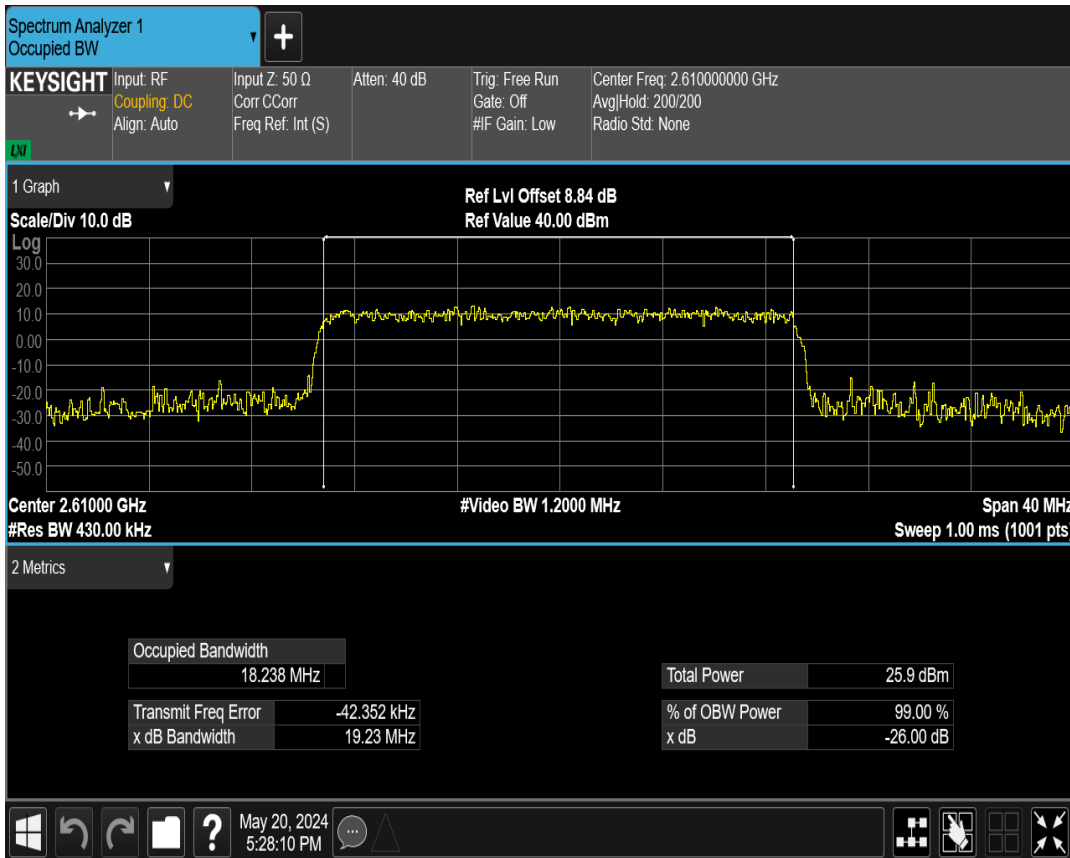 Spectrum Analyzer 1
Occupied BW
+
KEYSIGHT
Input: RF
Coupling: DC
Align: Auto
Input Z: 50 Ω
Corr CCorr
Freq Ref: Int (S)
Atten: 40 dB
Trig: Free Run
Gate: Off
#IF Gain: Low
Center Freq: 2.610000000 GHz
Avg|Hold: 200/200
Radio Std: None
LXI
1 Graph
Ref Lvl Offset 8.84 dB
Scale/Div 10.0 dB
Ref Value 40.00 dBm
Log
30.0
20.0
10.0
0.00
-10.0
-20.0
-30.0
-40.0
-50.0
Center 2.61000 GHz
#Video BW 1.2000 MHz
Span 40 MHz
#Res BW 430.00 kHz
Sweep 1.00 ms (1001 pts)
2 Metrics
Occupied Bandwidth
18.238 MHz
Total Power 25.9 dBm
Transmit Freq Error -42.352 kHz
% of OBW Power 99.00 %
x dB Bandwidth 19.23 MHz
x dB -26.00 dB
?
May 20, 2024
5:28:10 PM